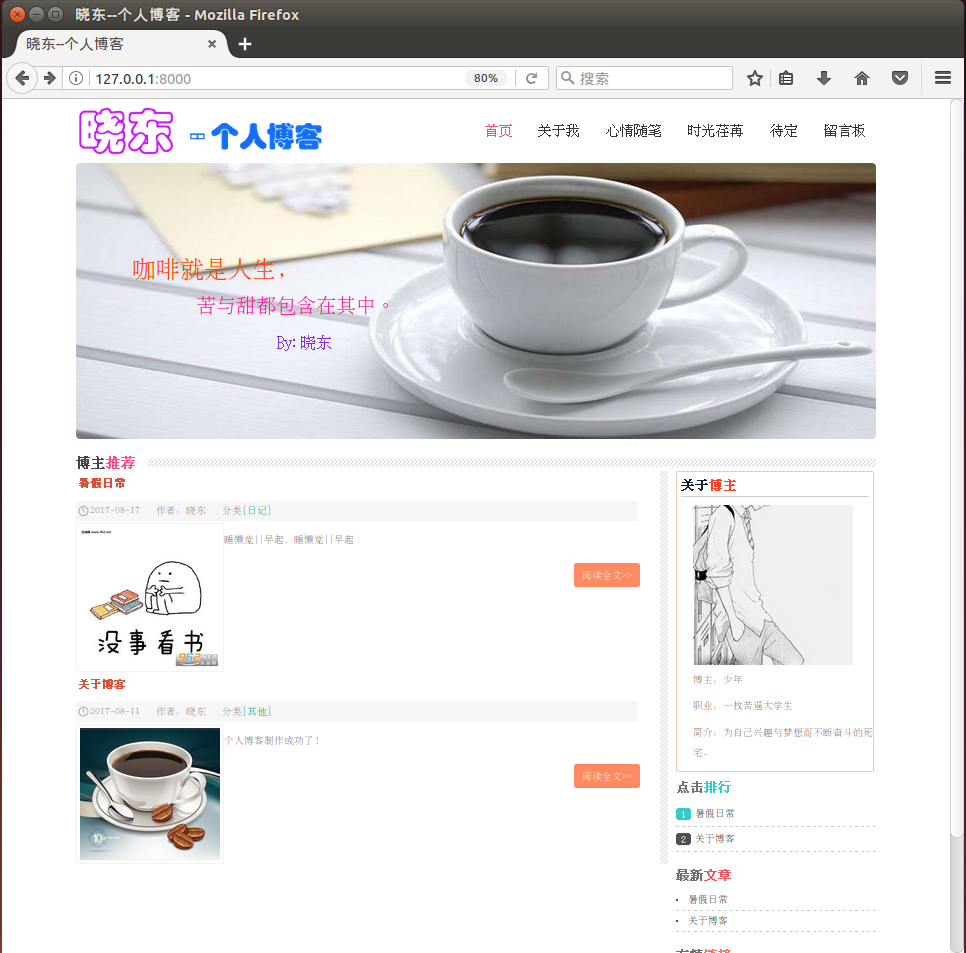 晓东--个人博客 - Mozilla Firefox
晓东--个人博客
127.0.0.1:8000
80%
搜索
晓东 -- 个人博客
首页 关于我 心情随笔 时光荏苒 待定 留言板
咖啡就是人生，
苦与甜都包含在其中。
By: 晓东
博主推荐
暑假日常
2017-08-17 作者：晓东 分类[日记]
睡懒觉||早起、睡懒觉||早起
没事看书
阅读全文>>
关于博客
2017-08-11 作者：晓东 分类[其他]
个人博客制作成功了！
10
阅读全文>>
关于博主
博主：少年
职业：一枚苦逼大学生
简介：为自己兴趣与梦想而不断奋斗的死
宅.
点击排行
1 暑假日常
2 关于博客
最新文章
暑假日常
关于博客